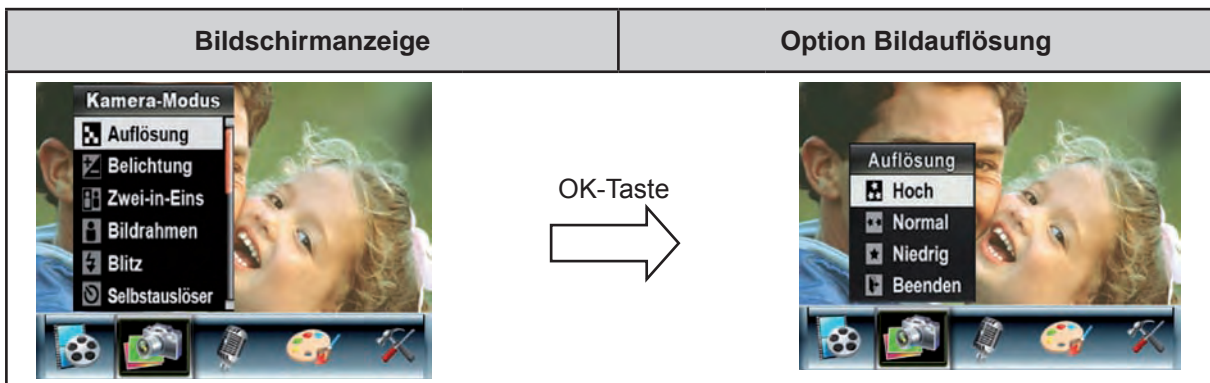 Bildschirmanzeige
Option Bildauflösung
Kamera-Modus
Auflösung
Belichtung
Zwei-in-Eins
Bildrahmen
Blitz
Selbstauslöser
OK-Taste
Auflösung
Hoch
Normal
Niedrig
Beenden